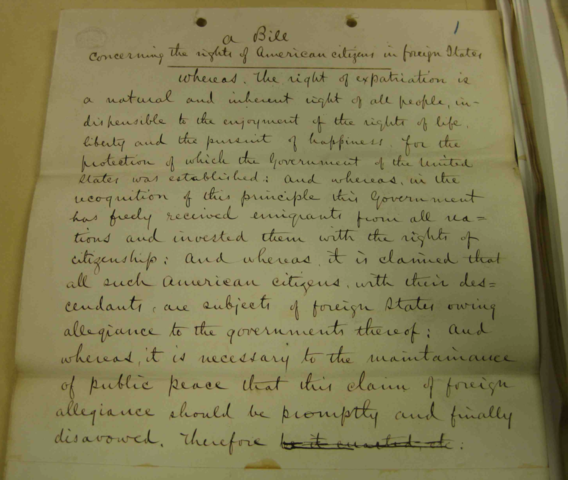 1
a Bill
Concerning the rights of American citizens in foreign States
Whereas, the right of expatriation is
a natural and inherent right of all people, in-
dispensible to the enjoyment of the rights of life,
liberty and the pursuit of happiness. for the
protection of which the Government of the United
States was established: and whereas, in the
recognition of this principle this Government
has freely received emigrants from all na=
tions and invested them with the rights of
citizenship; and whereas, it is claimed that
all such American citizens, with their des=
cendants, are subjects of foreign States owing
allegiance to the governments thereof; and
whereas, it is necessary to the maintainance
of public peace that this claim of foreign
allegiance should be promptly and finally
disavowed. Therefore be it enacted, etc: